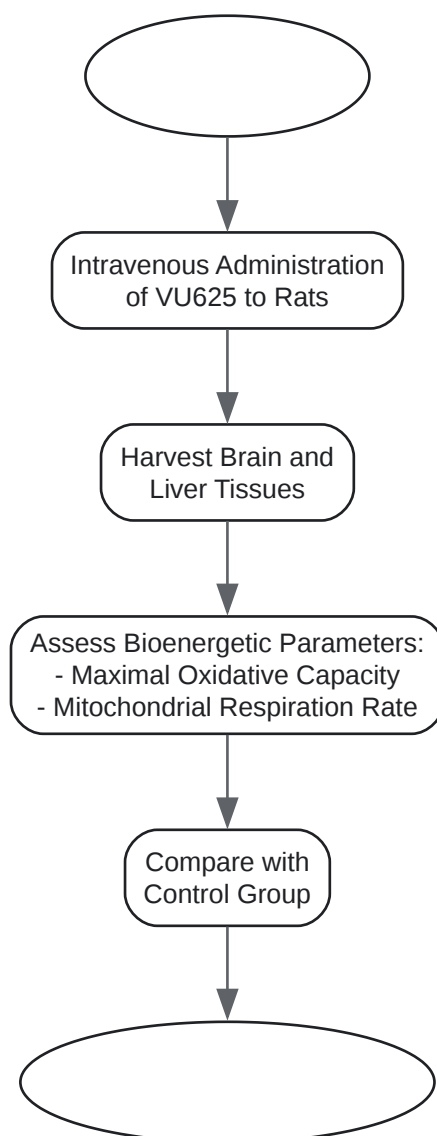 Intravenous Administration
of VU625 to Rats
Harvest Brain and
Liver Tissues
Assess Bioenergetic Parameters:
- Maximal Oxidative Capacity
- Mitochondrial Respiration Rate
Compare with
Control Group